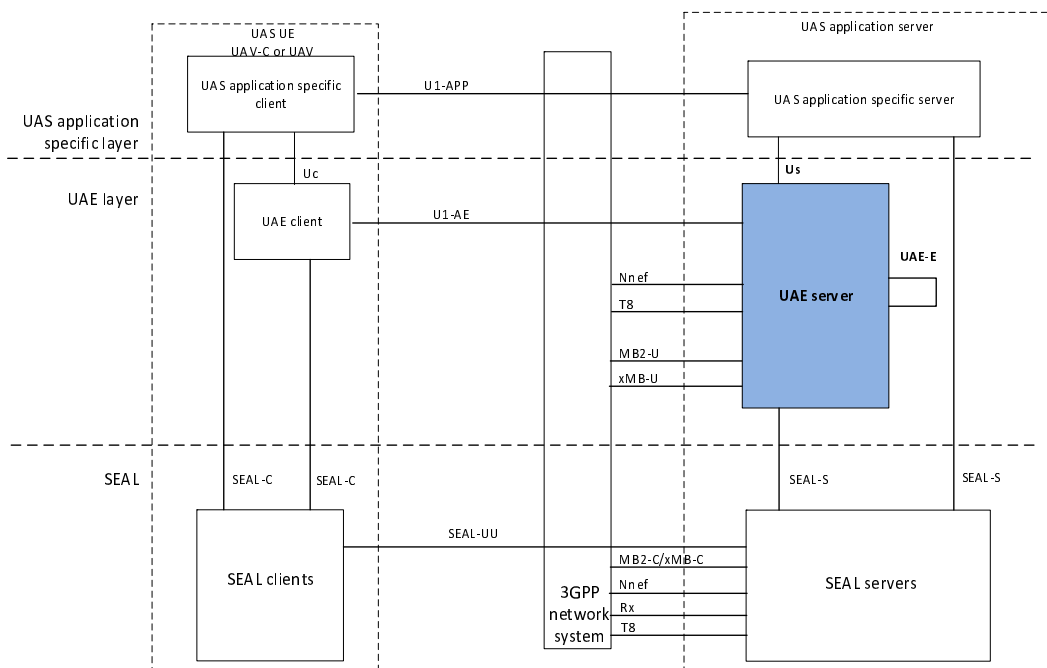 UAS UE
UAV-C or UAV
UAS application server
UAS application specific
client
U1-APP
UAS application specific server
UAS application
specific layer
Uc
Us
UAE layer
UAE client
U1-AE
UAE-E
Nnef
UAE server
T8
MB2-U
xMB-U
SEAL
SEAL-C
SEAL-C
SEAL-S
SEAL-S
SEAL-UU
MB2-C/xMB-C
SEAL clients
Nnef
SEAL servers
3GPP
network
system
Rx
T8